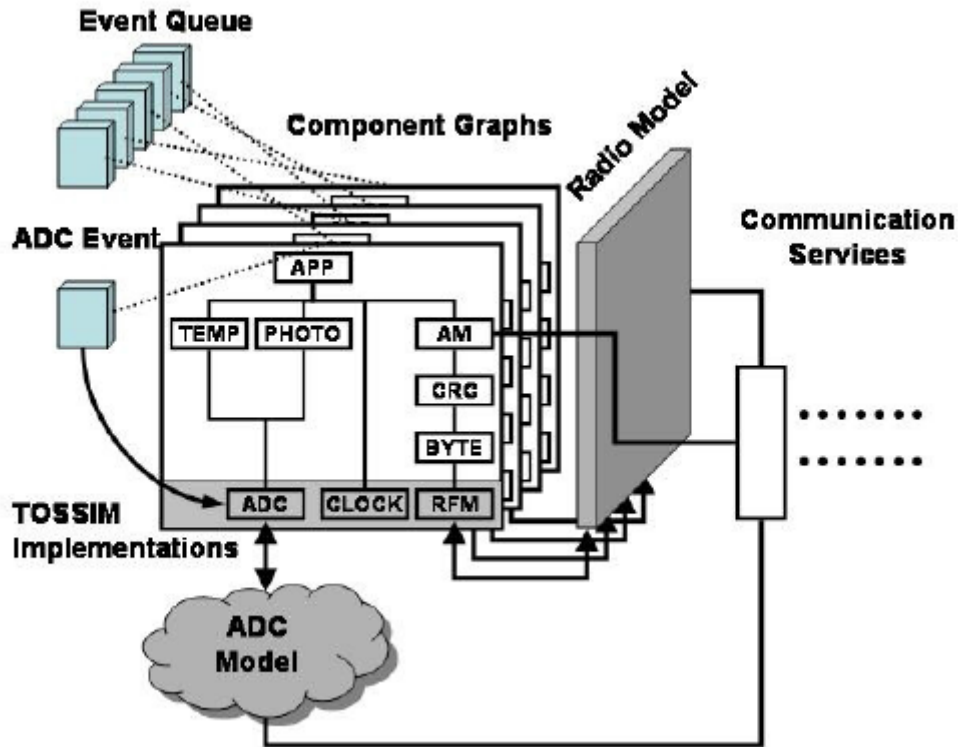 Event Queue
Component Graphs
Radio Model
Communication
Services
ADC Event
APP
TEMP
PHOTO
AM
CRC
BYTE
ADC
CLOCK
RFM
TOSSIM
Implementations
ADC
Model